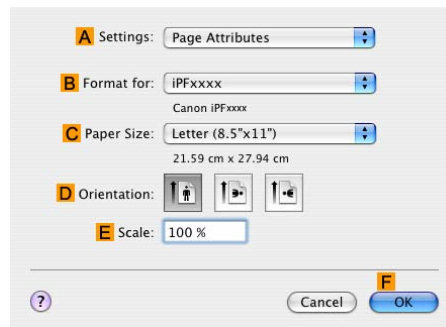 A Settings: Page Attributes
B Format for: iPFxxxx
Canon iPFxxxx
C Paper Size: Letter (8.5"x11")
21.59 cm x 27.94 cm
D Orientation:
E Scale: 100 %
F
? Cancel OK